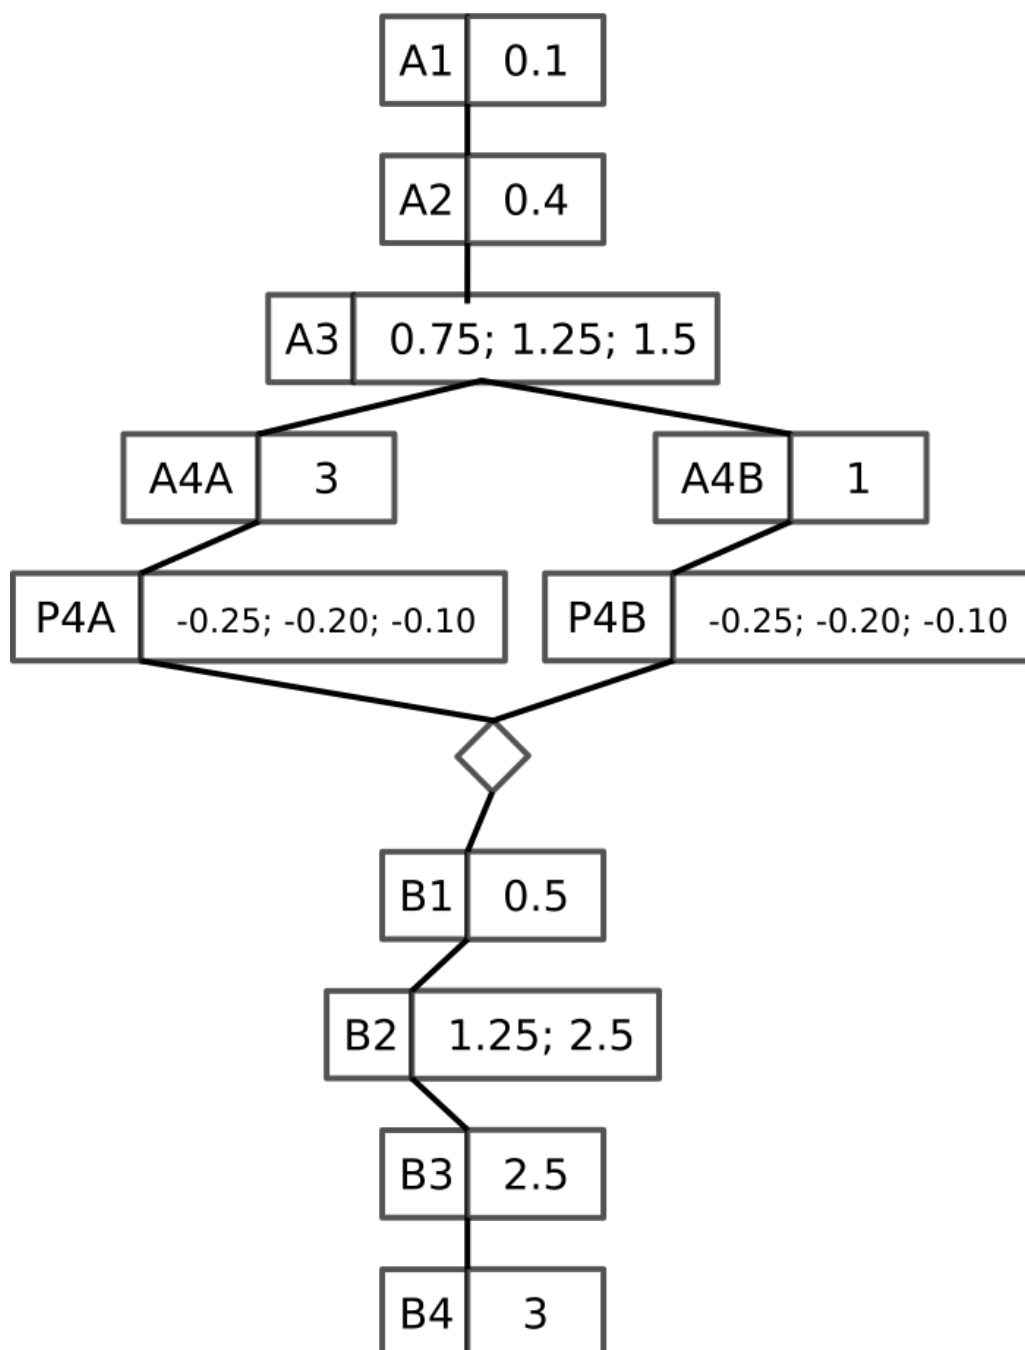 A1 0.1
A2 0.4
A3 0.75; 1.25; 1.5
A4A 3 A4B 1
P4A -0.25; -0.20; -0.10 P4B -0.25; -0.20; -0.10
B1 0.5
B2 1.25; 2.5
B3 2.5
B4 3